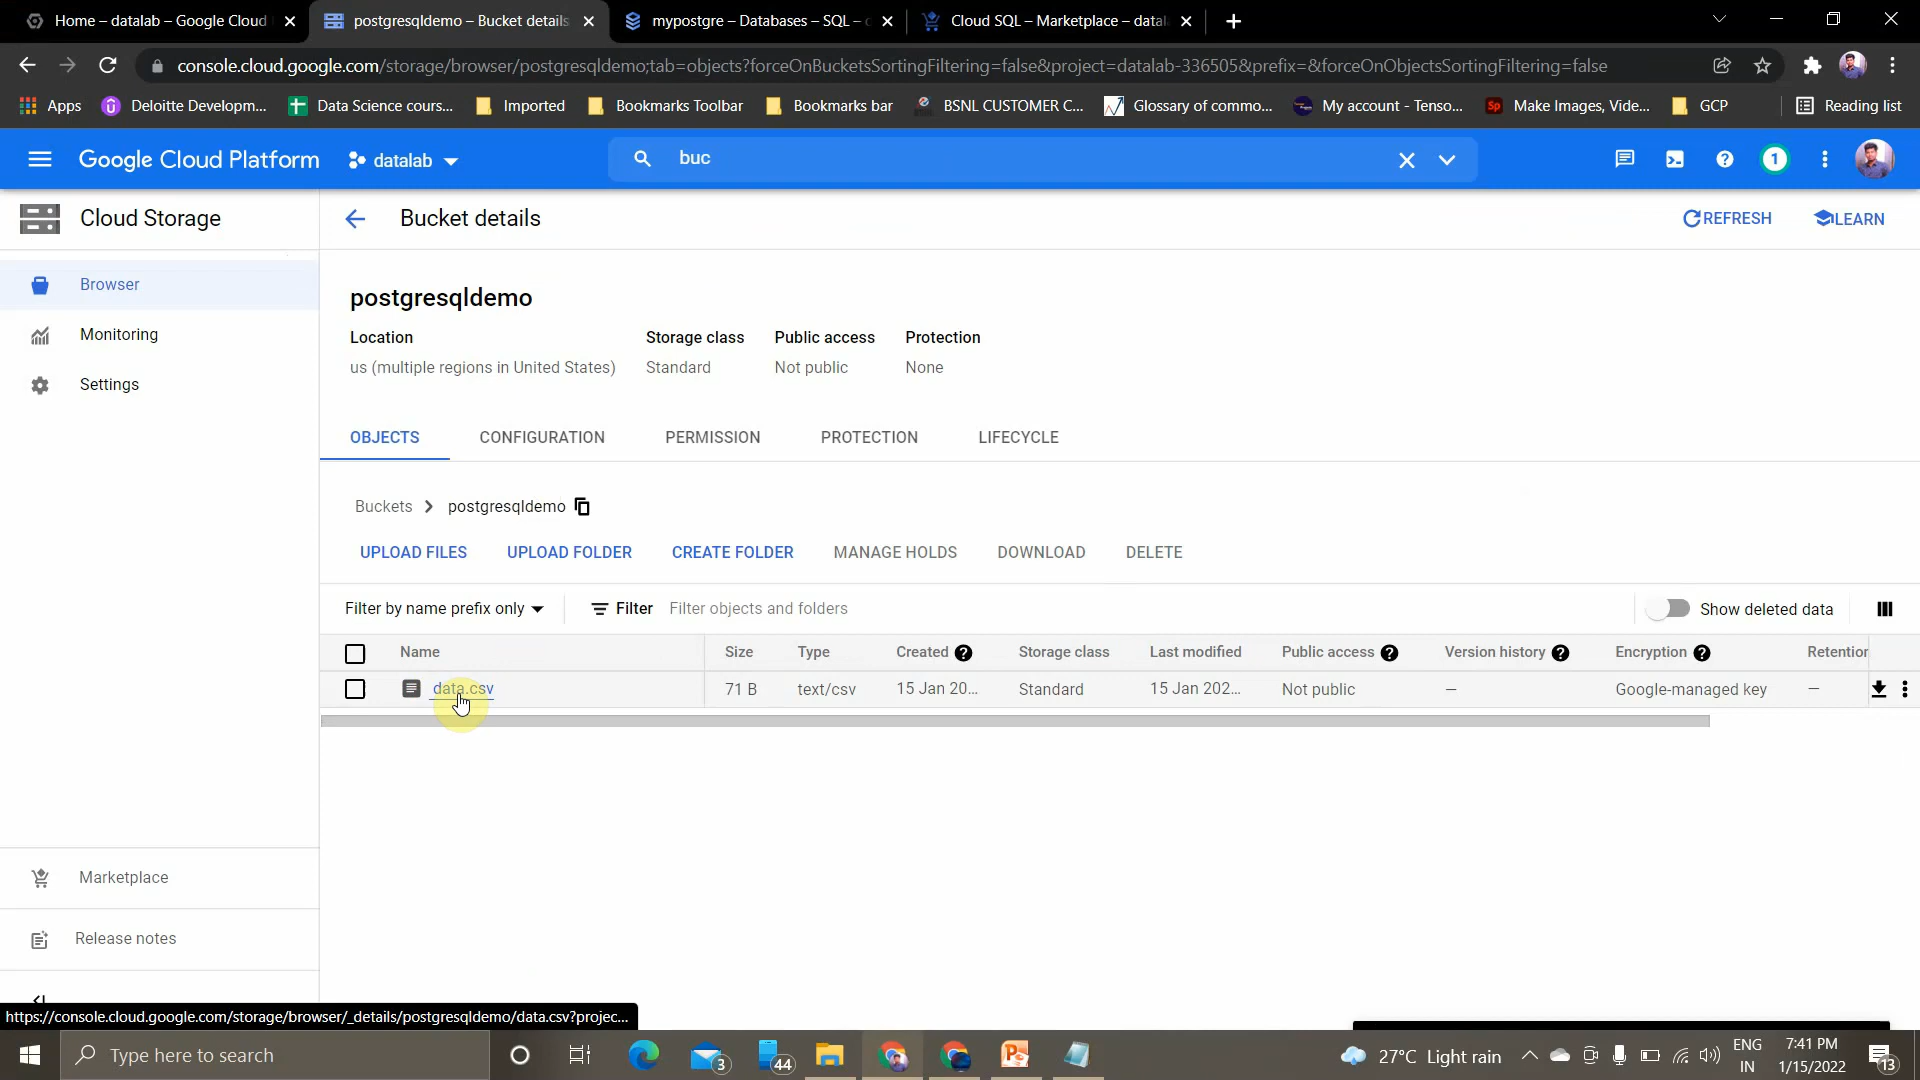 Home – datalab – Google Cloud
postgresqldemo – Bucket details
mypostgre – Databases – SQL –
Cloud SQL – Marketplace – datal
console.cloud.google.com/storage/browser/postgresqldemo;tab=objects?forceOnBucketsSortingFiltering=false&project=datalab-336505&prefix=&forceOnObjectsSortingFiltering=false
Apps
Deloitte Developm...
Data Science cours...
Imported
Bookmarks Toolbar
Bookmarks bar
BSNL CUSTOMER C...
Glossary of commo...
My account - Tenso...
Sp
Make Images, Vide...
GCP
Reading list
Google Cloud Platform
datalab
buc
1
Cloud Storage
Bucket details
REFRESH
LEARN
Browser
Monitoring
Settings
postgresqldemo
Location
Storage class
Public access
Protection
us (multiple regions in United States)
Standard
Not public
None
OBJECTS
CONFIGURATION
PERMISSION
PROTECTION
LIFECYCLE
Buckets
postgresqldemo
UPLOAD FILES
UPLOAD FOLDER
CREATE FOLDER
MANAGE HOLDS
DOWNLOAD
DELETE
Filter by name prefix only
Filter
Filter objects and folders
Show deleted data
Name
Size
Type
Created
Storage class
Last modified
Public access
Version history
Encryption
Retention
data.csv
71 B
text/csv
15 Jan 20...
Standard
15 Jan 202...
Not public
–
Google-managed key
–
Marketplace
Release notes
https://console.cloud.google.com/storage/browser/_details/postgresqldemo/data.csv?projec...
Type here to search
3
44
27°C Light rain
ENG
IN
7:41 PM
1/15/2022
13